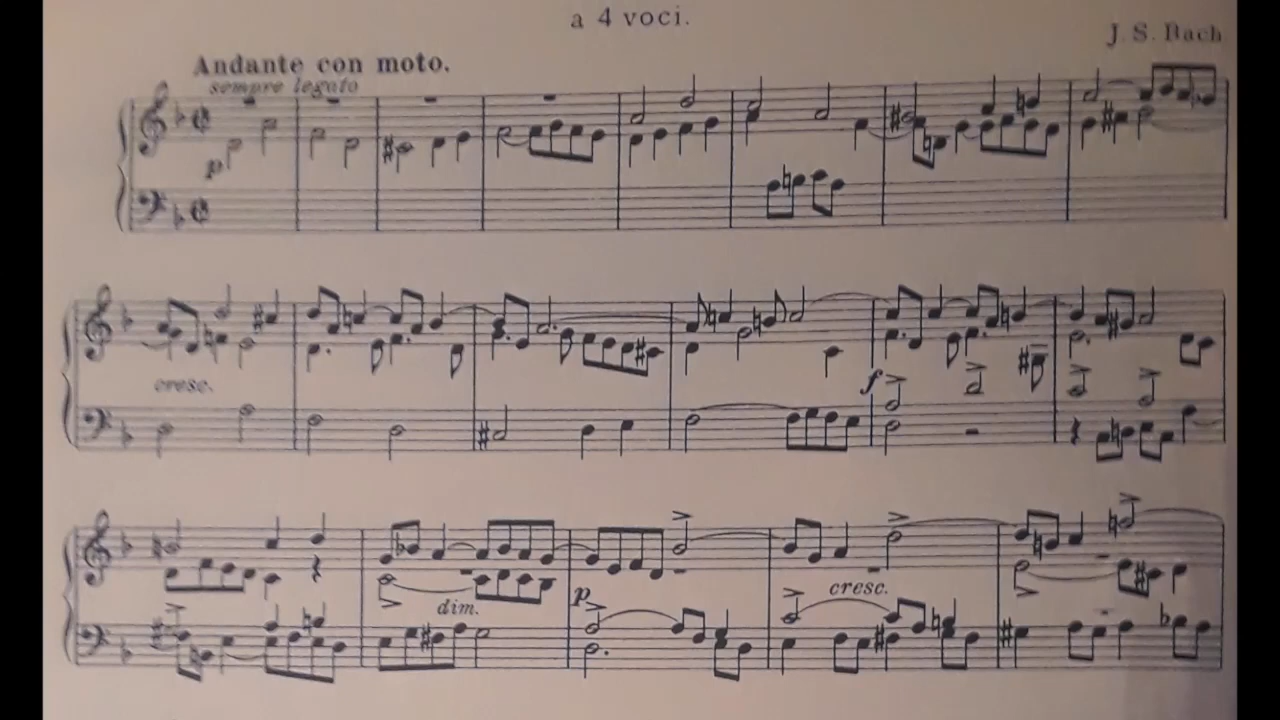 a 4 voci.
J. S. Bach
Andante con moto.
sempre legato
p
cresc.
f
dim.
p
cresc.